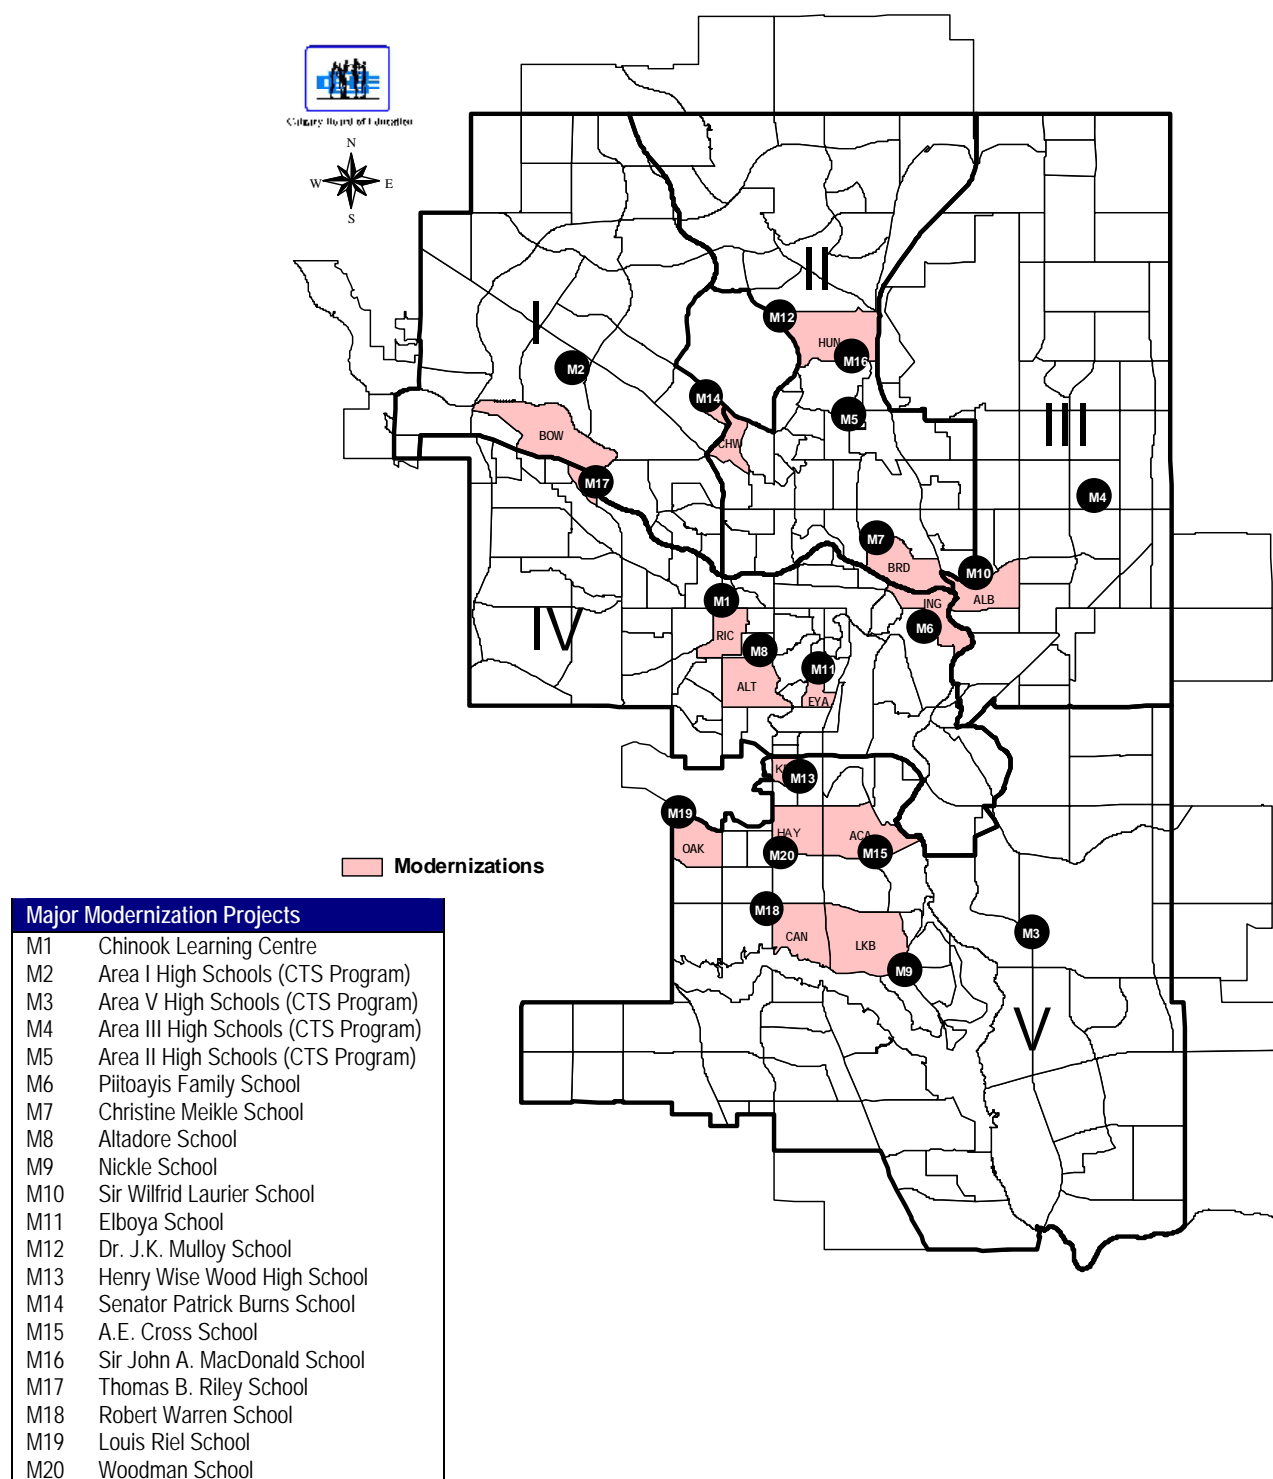 Calgary Board of Education
N
W E
S
II
I
M12
HUN
M16
M2
M14
M5
III
CHW
BOW
M17
M4
M7
BRD
M10
ALB
M1
ING
IV
RIC
M6
M8
M11
ALT
EYA
M13
M19
HAY
ACA
OAK
M20
M15
Modernizations
M18
CAN
LKB
M3
M9
V
Major Modernization Projects
M1 Chinook Learning Centre
M2 Area I High Schools (CTS Program)
M3 Area V High Schools (CTS Program)
M4 Area III High Schools (CTS Program)
M5 Area II High Schools (CTS Program)
M6 Piitoayis Family School
M7 Christine Meikle School
M8 Altadore School
M9 Nickle School
M10 Sir Wilfrid Laurier School
M11 Elboya School
M12 Dr. J.K. Mulloy School
M13 Henry Wise Wood High School
M14 Senator Patrick Burns School
M15 A.E. Cross School
M16 Sir John A. MacDonald School
M17 Thomas B. Riley School
M18 Robert Warren School
M19 Louis Riel School
M20 Woodman School